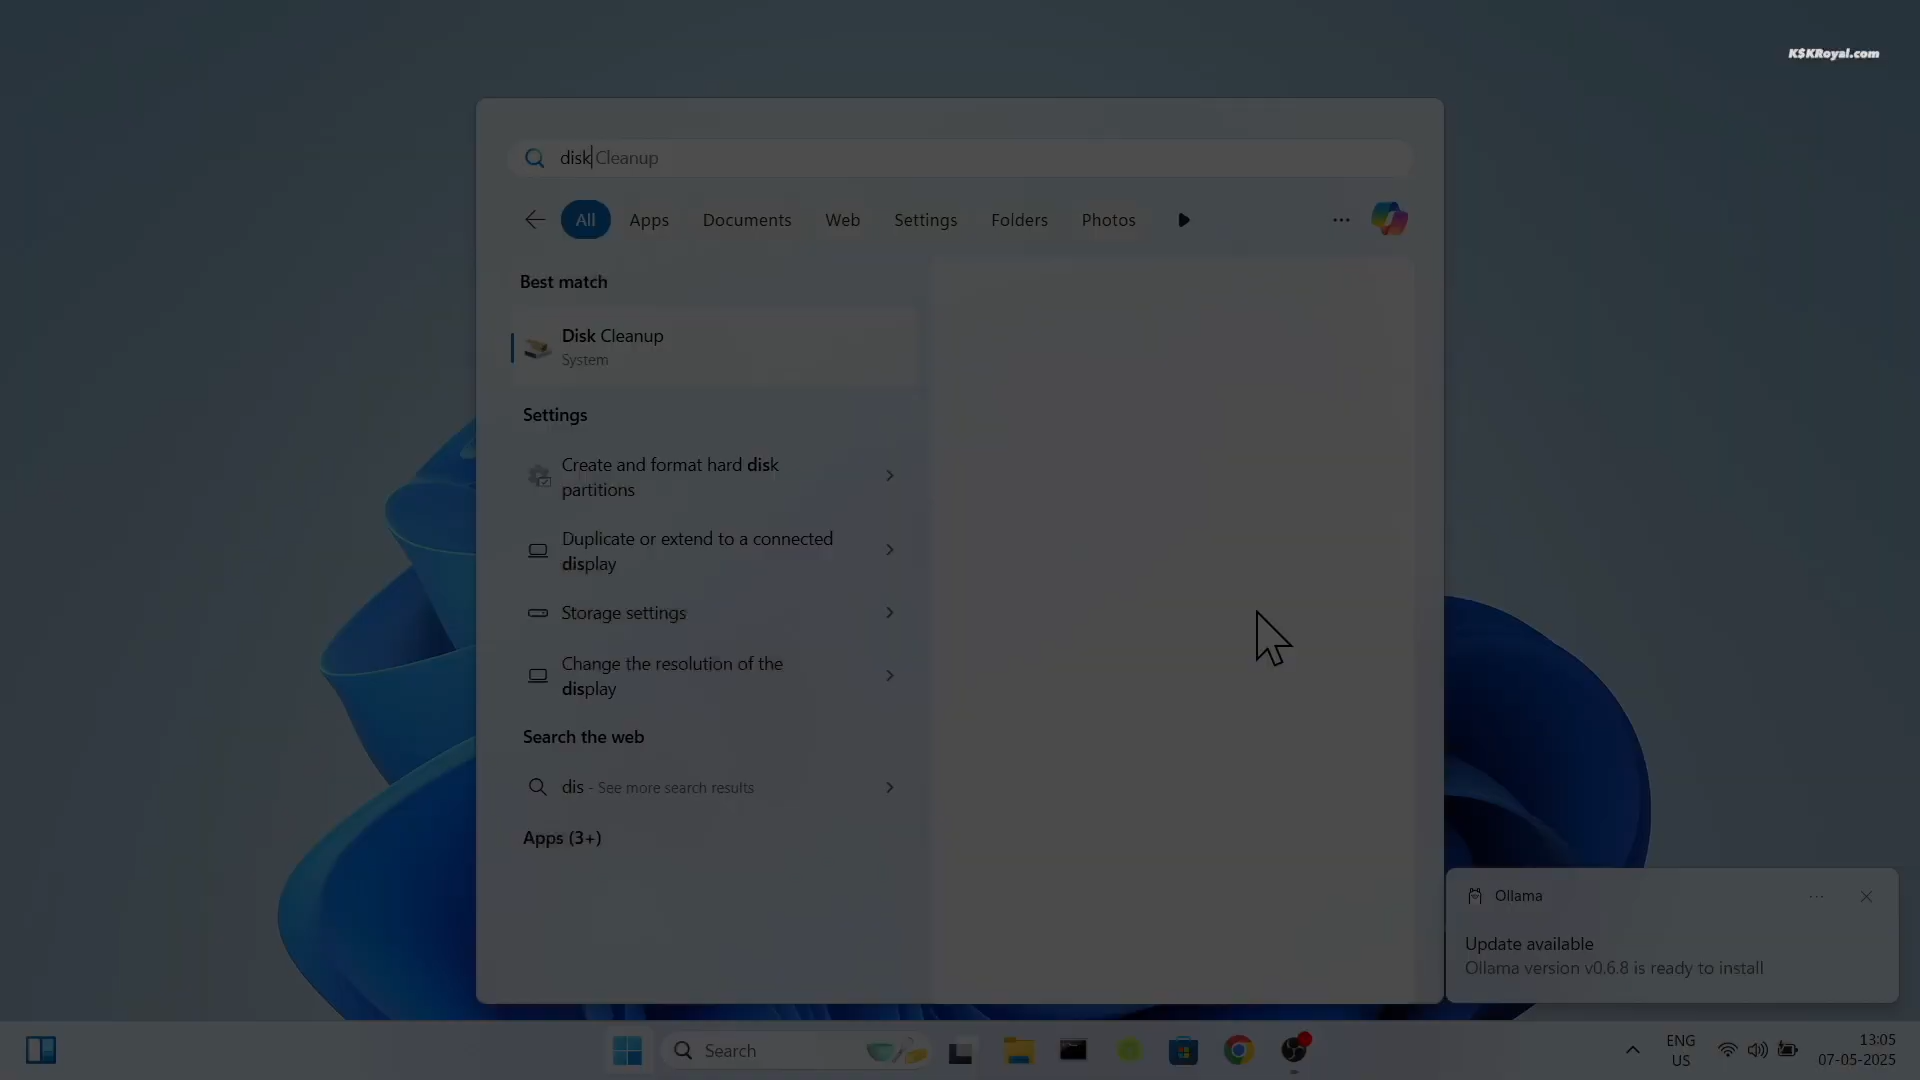 K$KRoyal.com
disk Cleanup
All Apps Documents Web Settings Folders Photos
Best match
Disk Cleanup
System
Settings
Create and format hard disk
partitions
Duplicate or extend to a connected
display
Storage settings
Change the resolution of the
display
Search the web
dis - See more search results
Apps (3+)
Ollama
Update available
Ollama version v0.6.8 is ready to install
Search
ENG
US
13:05
07-05-2025